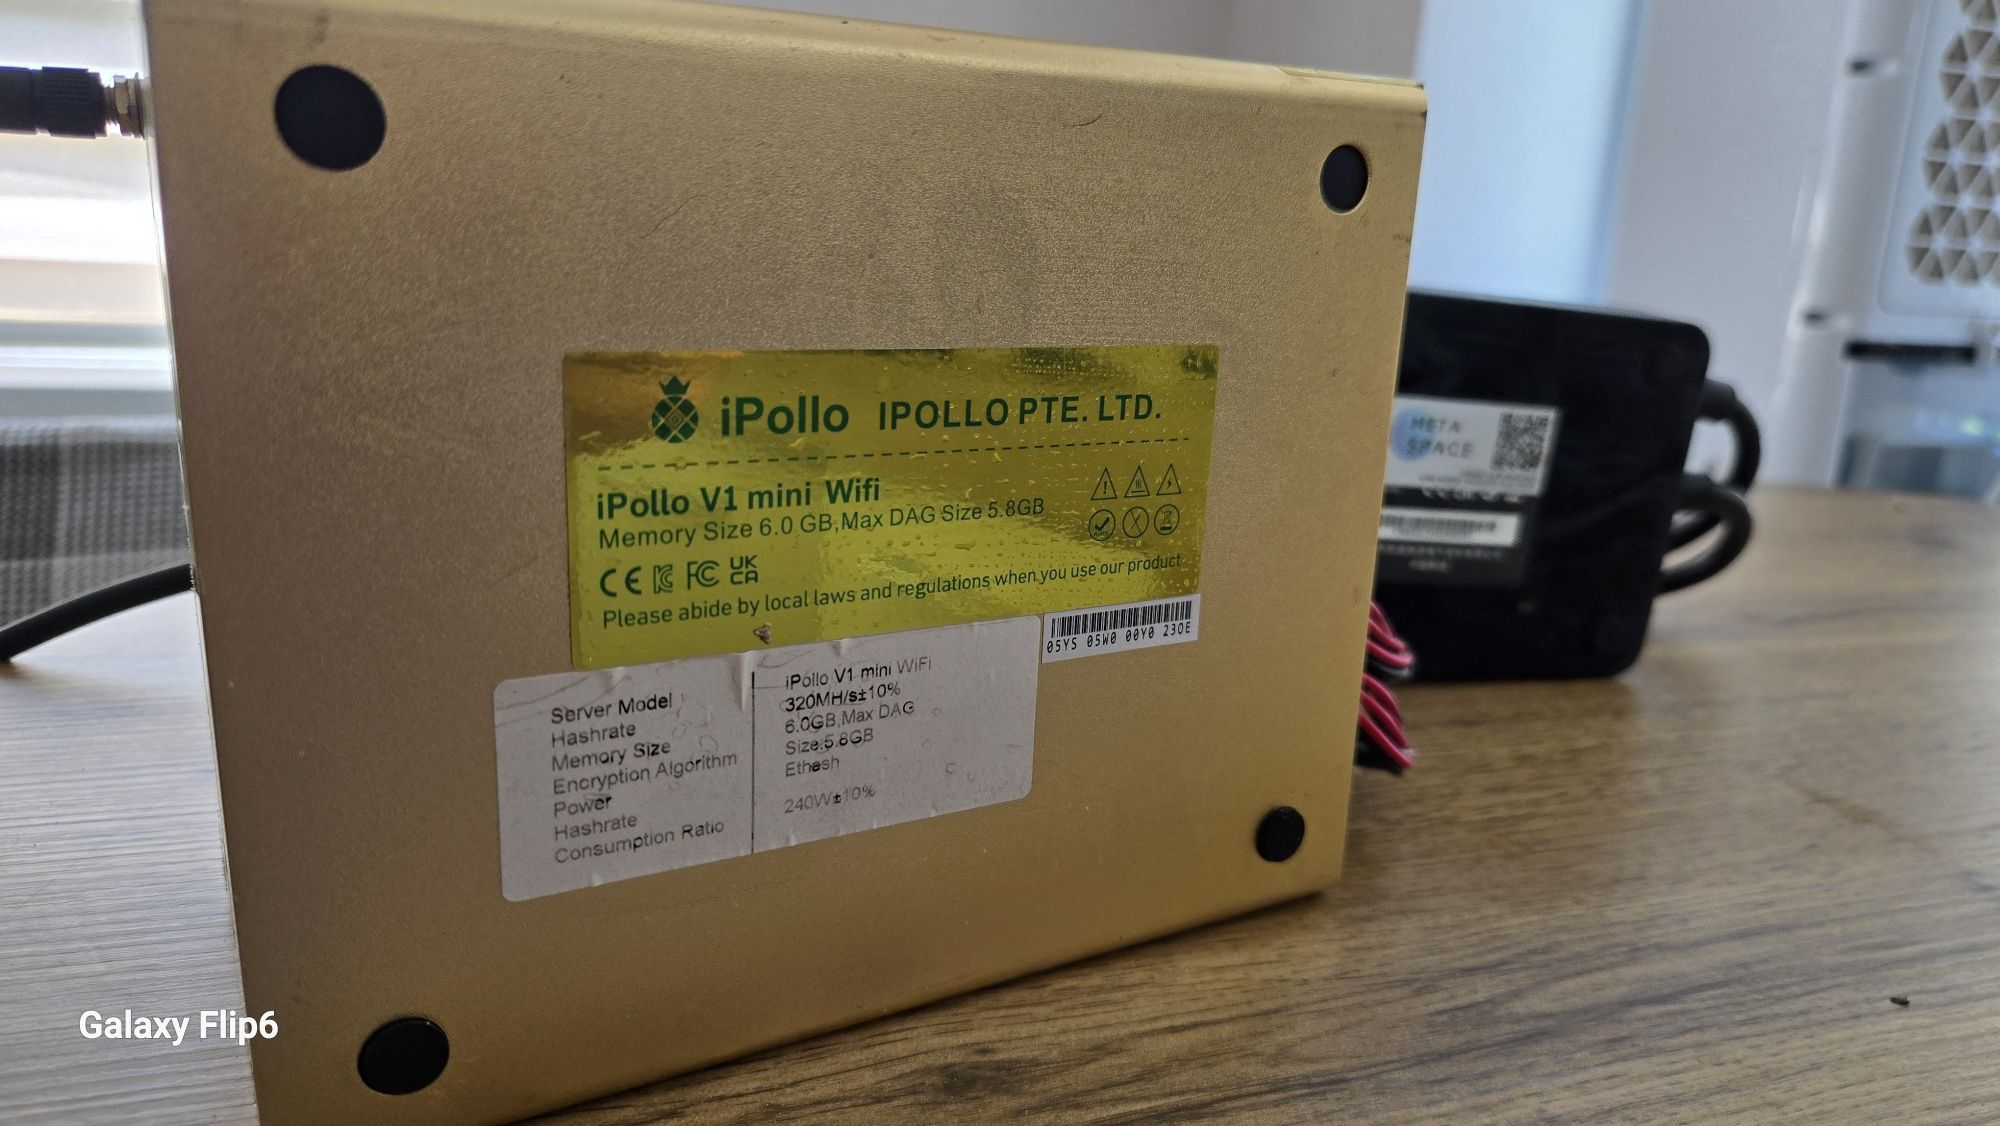 iPollo IPOLLO PTE. LTD.
iPollo V1 mini Wifi
Memory Size 6.0 GB,Max DAG Size 5.8GB
CE FC UK CA
Please abide by local laws and regulations when you use our product
05YS 05W0 00Y0 230E
Server Model iPollo V1 mini WiFi
Hashrate 320MH/s±10%
Memory Size 6.0GB,Max DAG
Size:5.8GB
Encryption Algorithm Ethash
Power 240W±10%
Hashrate
Consumption Ratio
META
SPACE
Galaxy Flip6